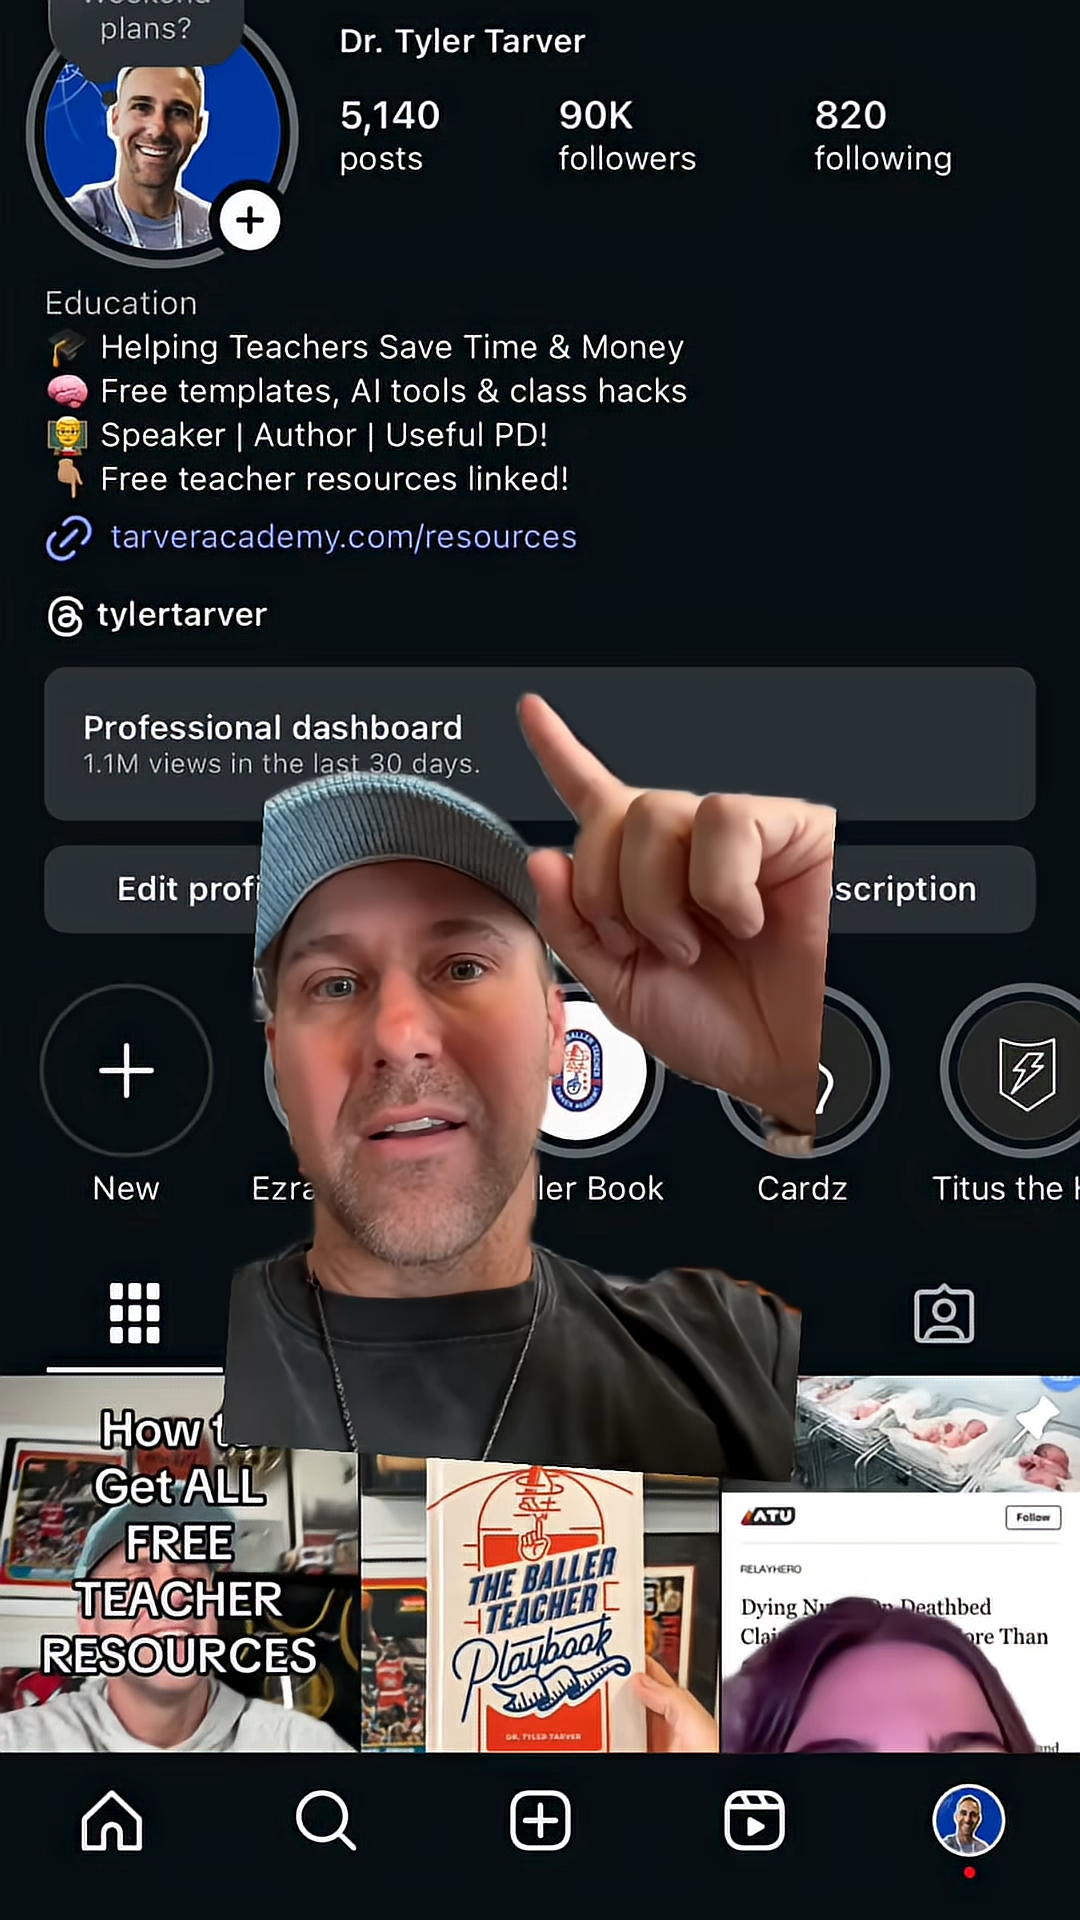 plans?
Dr. Tyler Tarver
5,140 90K 820
posts followers following
Education
Helping Teachers Save Time & Money
Free templates, AI tools & class hacks
Speaker | Author | Useful PD!
Free teacher resources linked!
tarveracademy.com/resources
tylertarver
Professional dashboard
1.1M views in the last 30 days.
Edit profi scription
New Ezra ler Book Cardz Titus the
How t
Get ALL
FREE
TEACHER
RESOURCES
THE BALLER
TEACHER
Playbook
DR. TYLER TARVER
ATU Follow
RELAYHERO
Dying Deathbed
Clai ore Than
and